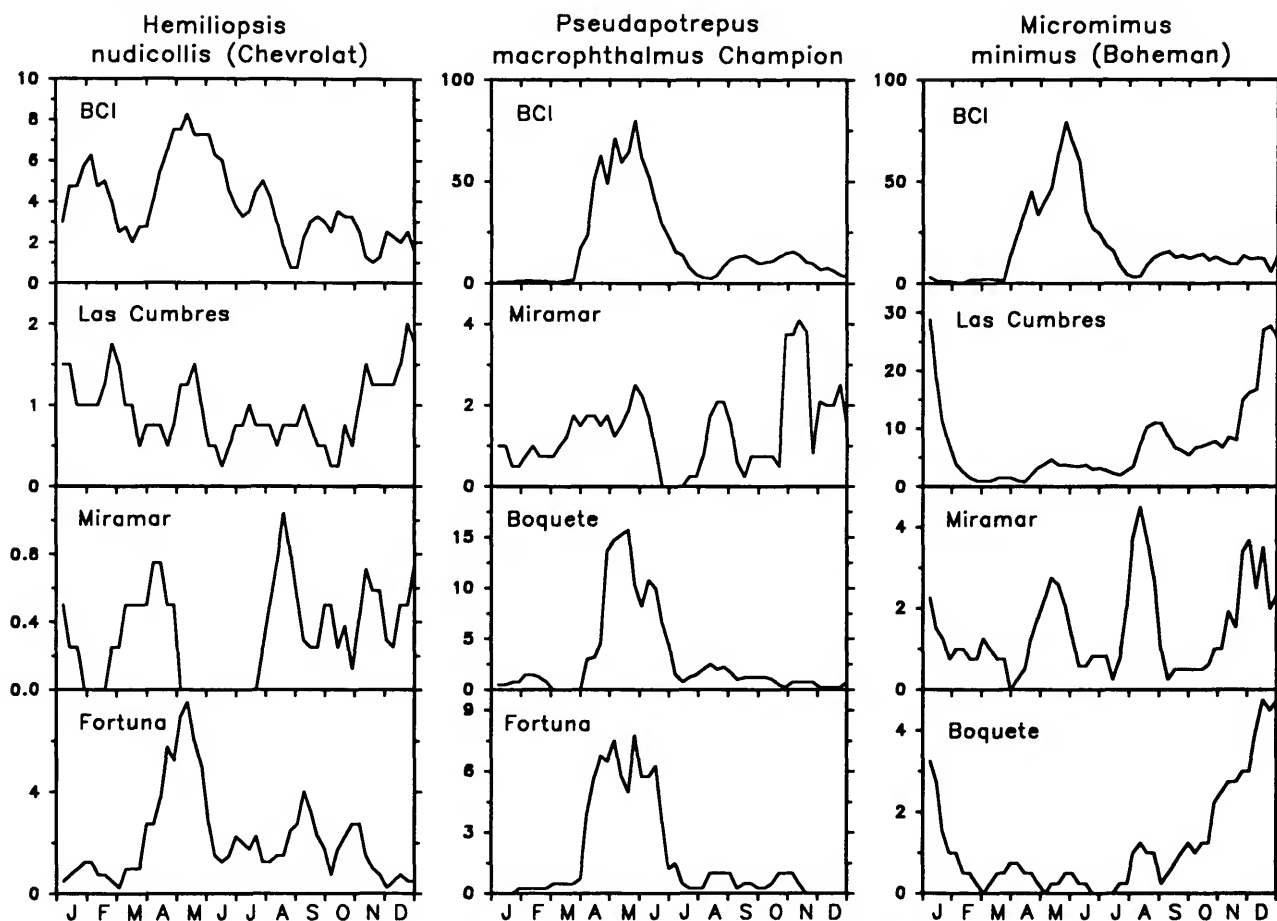 Hemiliopsis
nudicollis (Chevrolat)
Pseudapotrepus
macrophthalmus Champion
Micromimus
minimus (Boheman)
10
8
6
4
2
0
BCI
100
50
0
BCI
100
50
0
BCI
2
1
0
Las Cumbres
4
2
0
Miramar
30
20
10
0
Las Cumbres
0.8
0.4
0.0
Miramar
15
10
5
0
Boquete
4
2
0
Miramar
4
0
Fortuna
9
6
3
0
Fortuna
4
2
0
Boquete
J F M A M J J A S O N D
J F M A M J J A S O N D
J F M A M J J A S O N D